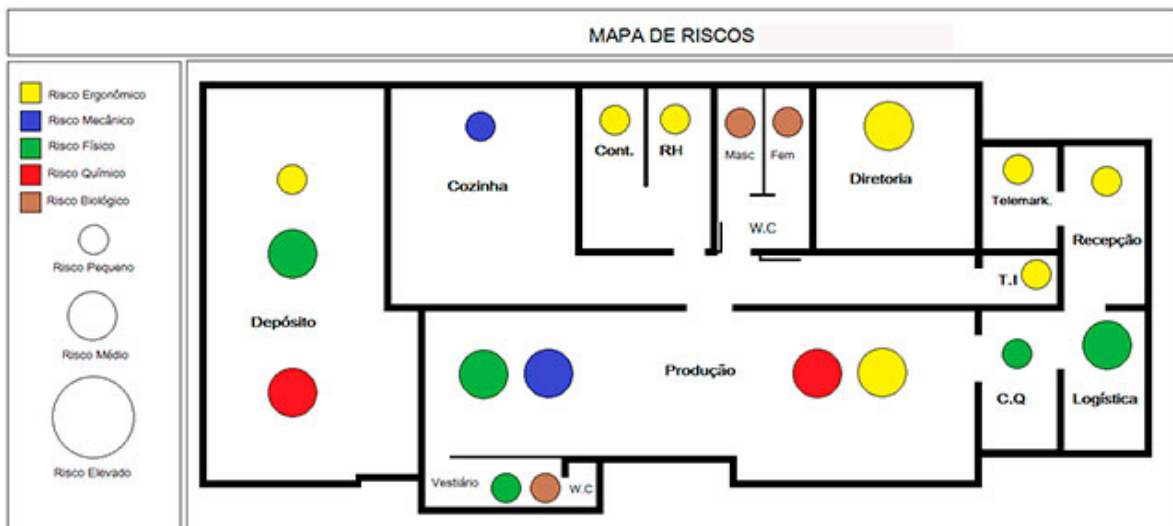 MAPA DE RISCOS
Risco Ergonômico
Risco Mecânico
Risco Físico
Risco Químico
Risco Biológico
Risco Pequeno
Risco Médio
Risco Elevado
Depósito
Cozinha
Cont.
RH
Masc
Fem
W.C
Diretoria
Telemark.
Recepção
T.I
Produção
C.Q
Logística
Vestiário
W.C